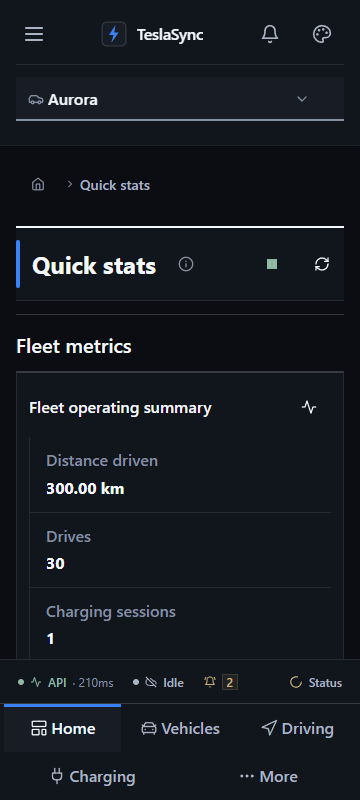 TeslaSync
Aurora
Quick stats
Quick stats
Fleet metrics
Fleet operating summary
Distance driven
300.00 km
Drives
30
Charging sessions
1
API · 210ms Idle 2 Status
Home Vehicles Driving
Charging More